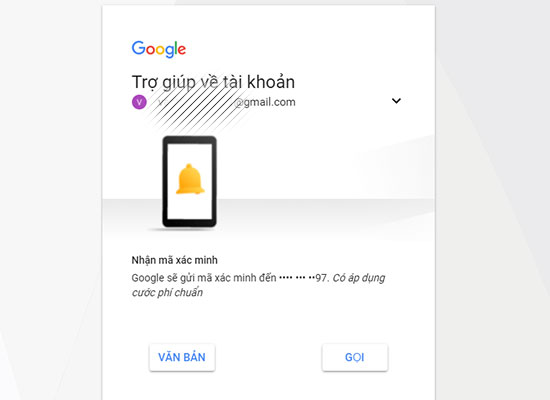 Google
Trợ giúp về tài khoản
V
@gmail.com
Nhận mã xác minh
Google sẽ gửi mã xác minh đến •••• ••• ••97. Có áp dụng
cước phí chuẩn
VĂN BẢN
GỌI